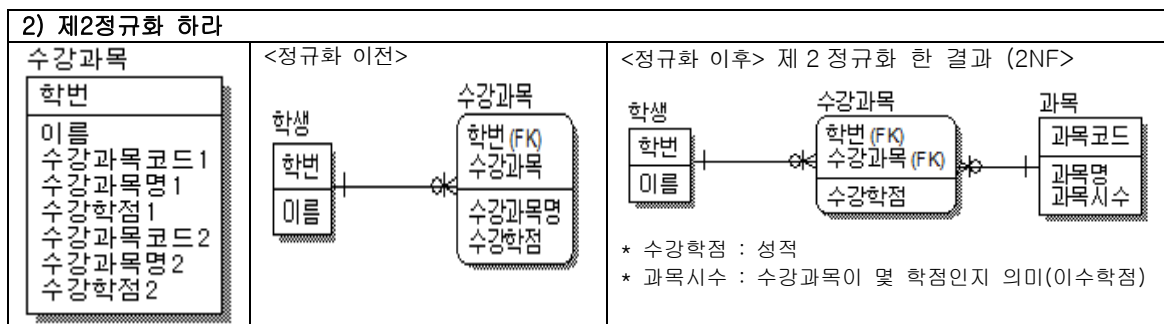 2) 제2정규화 하라
수강과목
학번
이름
수강과목코드1
수강과목명1
수강학점1
수강과목코드2
수강과목명2
수강학점2
<정규화 이전>
학생
학번
이름
수강과목
학번(FK)
수강과목
수강과목명
수강학점
<정규화 이후> 제 2 정규화 한 결과 (2NF>
학생
학번
이름
수강과목
학번(FK)
수강과목(FK)
수강학점
과목
과목코드
과목명
과목시수
* 수강학점 : 성적
* 과목시수 : 수강과목이 몇 학점인지 의미(이수학점)